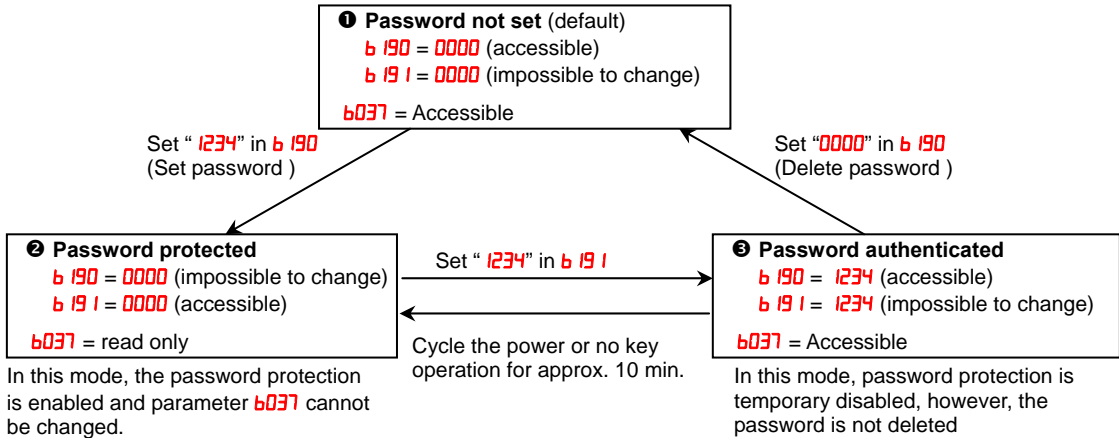 ❶ Password not set (default)
b190 = 0000 (accessible)
b191 = 0000 (impossible to change)
b037 = Accessible
Set “ 1234” in b190
(Set password )
Set “0000” in b190
(Delete password )
❷ Password protected
b190 = 0000 (impossible to change)
b191 = 0000 (accessible)
b037 = read only
Set “ 1234” in b191
Cycle the power or no key
operation for approx. 10 min.
❸ Password authenticated
b190 = 1234 (accessible)
b191 = 1234 (impossible to change)
b037 = Accessible
In this mode, the password protection
is enabled and parameter b037 cannot
be changed.
In this mode, password protection is
temporary disabled, however, the
password is not deleted